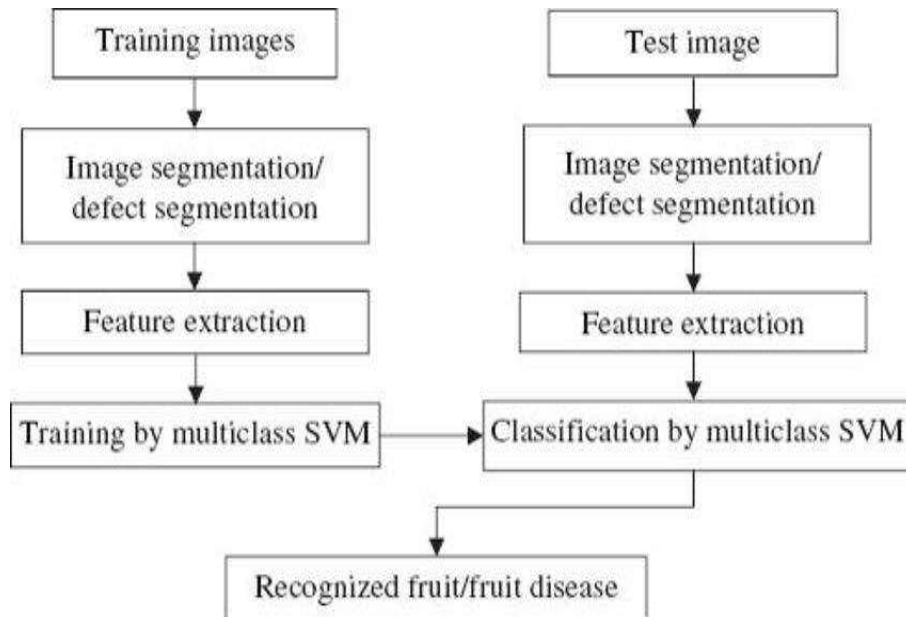 Training images
Image segmentation/
defect segmentation
Feature extraction
Training by multiclass SVM
Test image
Image segmentation/
defect segmentation
Feature extraction
Classification by multiclass SVM
Recognized fruit/fruit disease